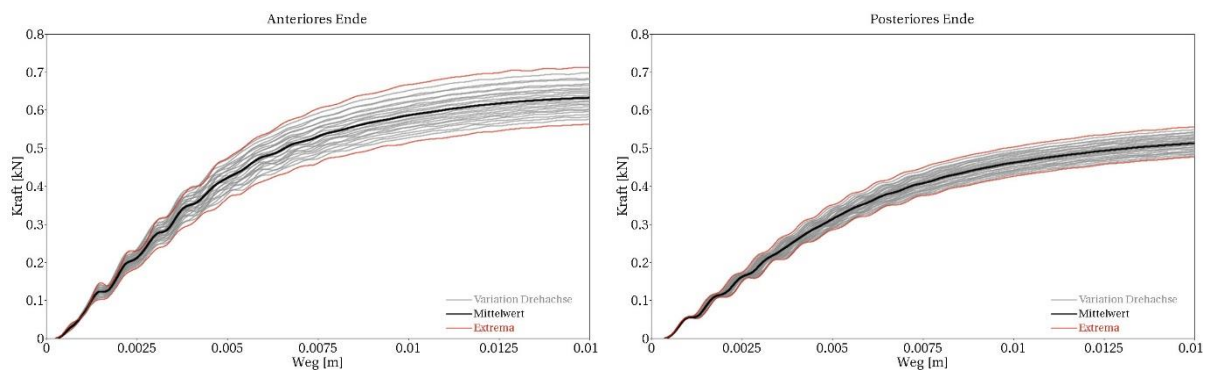 Anteriores Ende
0.8
0.7
0.6
0.5
0.4
0.3
0.2
0.1
0
Kraft [kN]
Variation Drehachse
Mittelwert
Extrema
0 0.0025 0.005 0.0075 0.01 0.0125 0.01
Weg [m]
Posteriores Ende
0.8
0.7
0.6
0.5
0.4
0.3
0.2
0.1
0
Kraft [kN]
Variation Drehachse
Mittelwert
Extrema
0 0.0025 0.005 0.0075 0.01 0.0125 0.01
Weg [m]